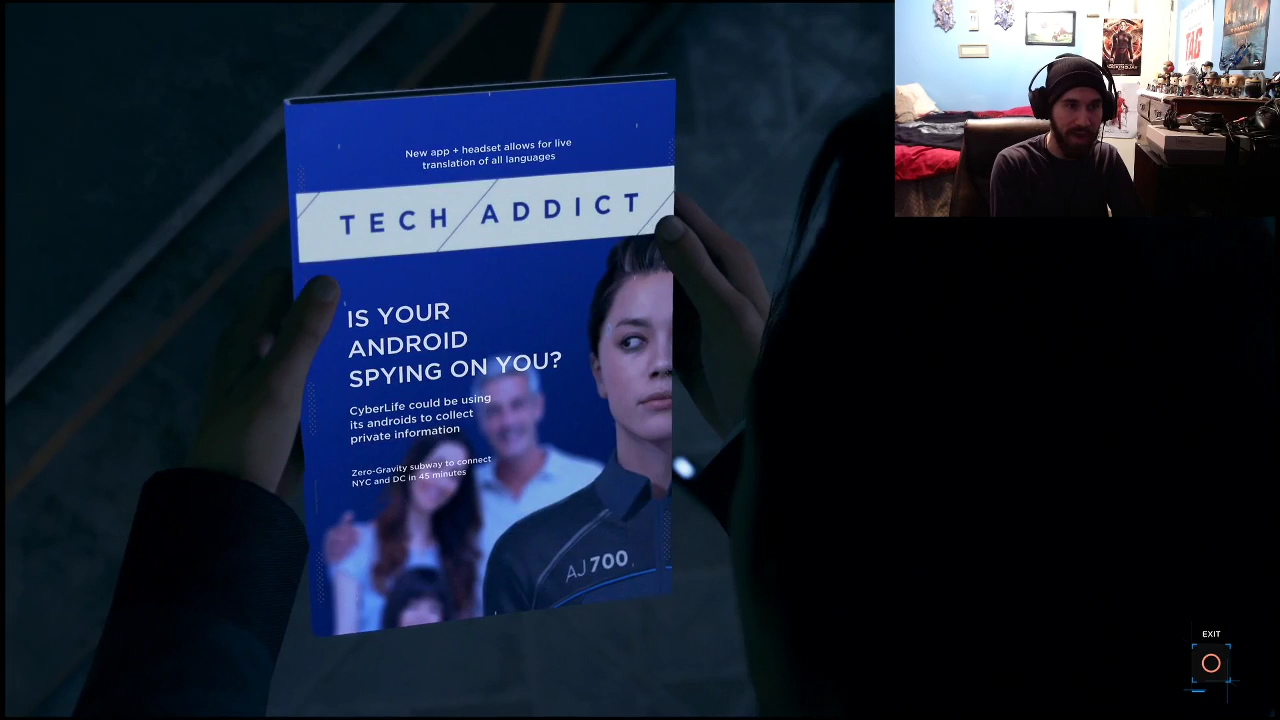 New app + headset allows for live
translation of all languages
TECH ADDICT
IS YOUR
ANDROID
SPYING ON YOU?
CyberLife could be using
its androids to collect
private information
Zero-Gravity subway to connect
NYC and DC in 45 minutes
AJ700
TAG
EXIT